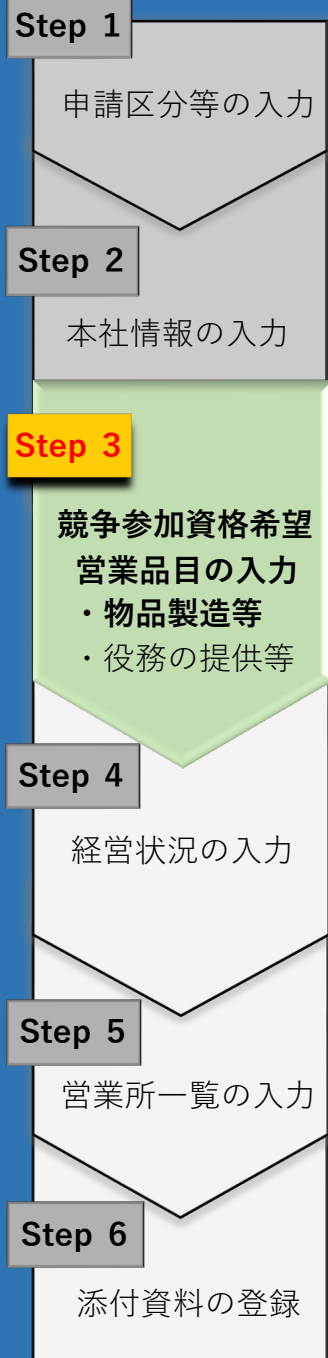 Step 1
申請区分等の入力
Step 2
本社情報の入力
Step 3
競争参加資格希望
営業品目の入力
・物品製造等
・役務の提供等
Step 4
経営状況の入力
Step 5
営業所一覧の入力
Step 6
添付資料の登録